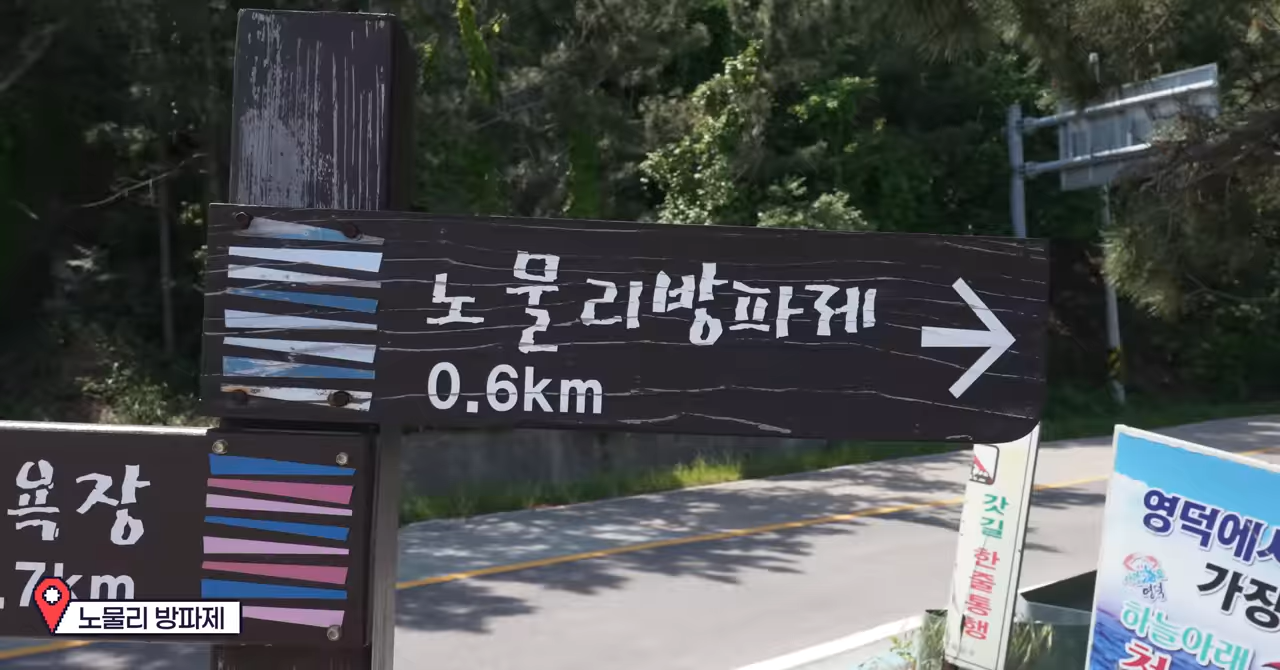 노물리방파제
0.6km
욕장
.7km
노물리 방파제
갓길 한줄통행
영덕에서
가장
하늘아래